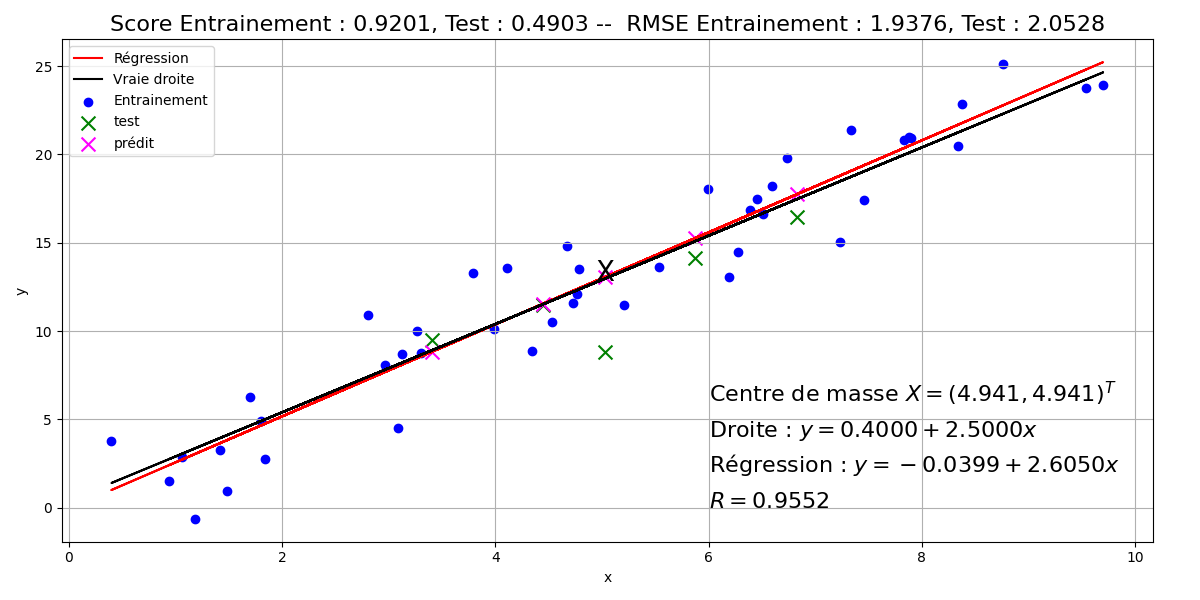 Score Entrainement : 0.9201, Test : 0.4903 --  RMSE Entrainement : 1.9376, Test : 2.0528
Régression
Vraie droite
Entrainement
test
prédit
25
20
15
10
5
0
y
X
Centre de masse X = (4.941, 4.941)^T
Droite : y = 0.4000 + 2.5000x
Régression : y = −0.0399 + 2.6050x
R = 0.9552
0 2 4 6 8 10
x